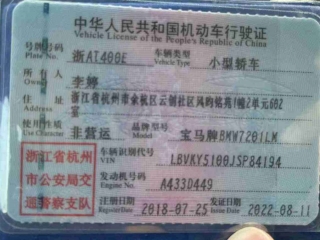 中华人民共和国机动车行驶证
Vehicle License of the People's Republic of China
号牌号码 浙AT400E 车辆类型 小型轿车
Plate No. Vehicle Type
所有人 李婷
Owner
住址 浙江省杭州市余杭区云创社区风畔铭苑1幢2单元602
Address 室
使用性质 非营运 品牌型号 宝马牌BMW7201LM
Use Character Model
浙江省杭州 车辆识别代号 LBVKY5100JSP84194
VIN
市公安局交 发动机号码 A433D449
Engine No.
通警察支队 注册日期 2018-07-25 发证日期 2022-08-11
Register Date Issue Date